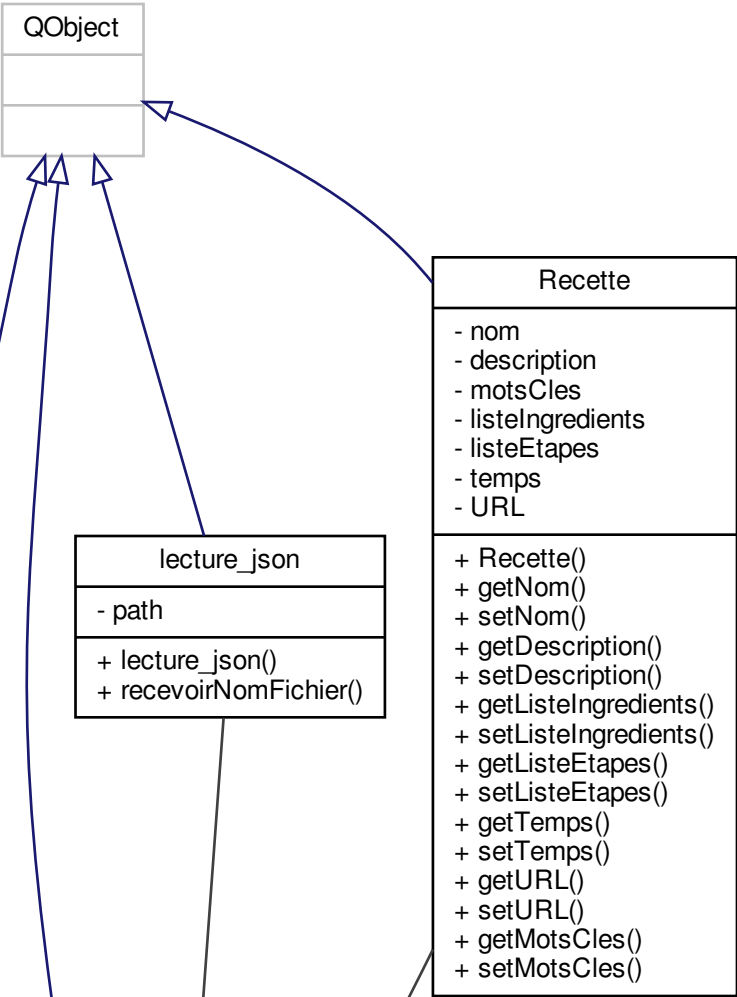 QObject
Recette
- nom
- description
- motsCles
- listeIngredients
- listeEtapes
- temps
- URL
+ Recette()
+ getNom()
+ setNom()
+ getDescription()
+ setDescription()
+ getListeIngredients()
+ setListeIngredients()
+ getListeEtapes()
+ setListeEtapes()
+ getTemps()
+ setTemps()
+ getURL()
+ setURL()
+ getMotsCles()
+ setMotsCles()
lecture_json
- path
+ lecture_json()
+ recevoirNomFichier()